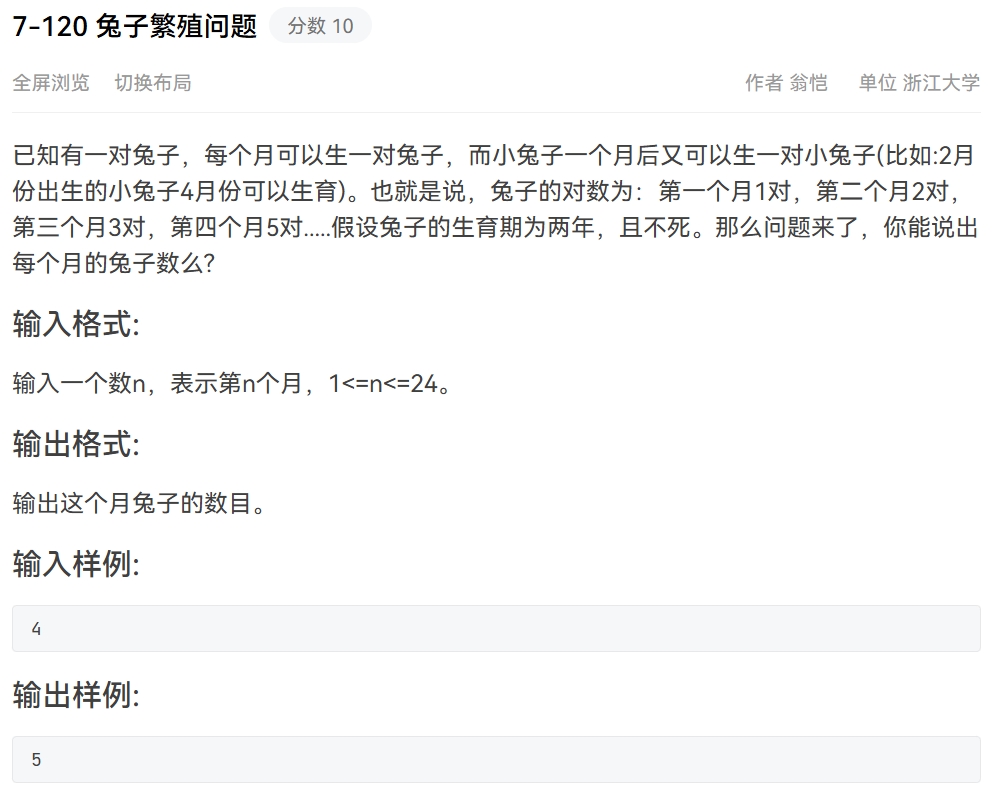 7-120 兔子繁殖问题 分数 10
全屏浏览 切换布局 作者 翁恺 单位 浙江大学
已知有一对兔子，每个月可以生一对兔子，而小兔子一个月后又可以生一对小兔子(比如:2月
份出生的小兔子4月份可以生育)。也就是说，兔子的对数为：第一个月1对，第二个月2对，
第三个月3对，第四个月5对.....假设兔子的生育期为两年，且不死。那么问题来了，你能说出
每个月的兔子数么?
输入格式:
输入一个数n，表示第n个月，1<=n<=24。
输出格式:
输出这个月兔子的数目。
输入样例:
4
输出样例:
5